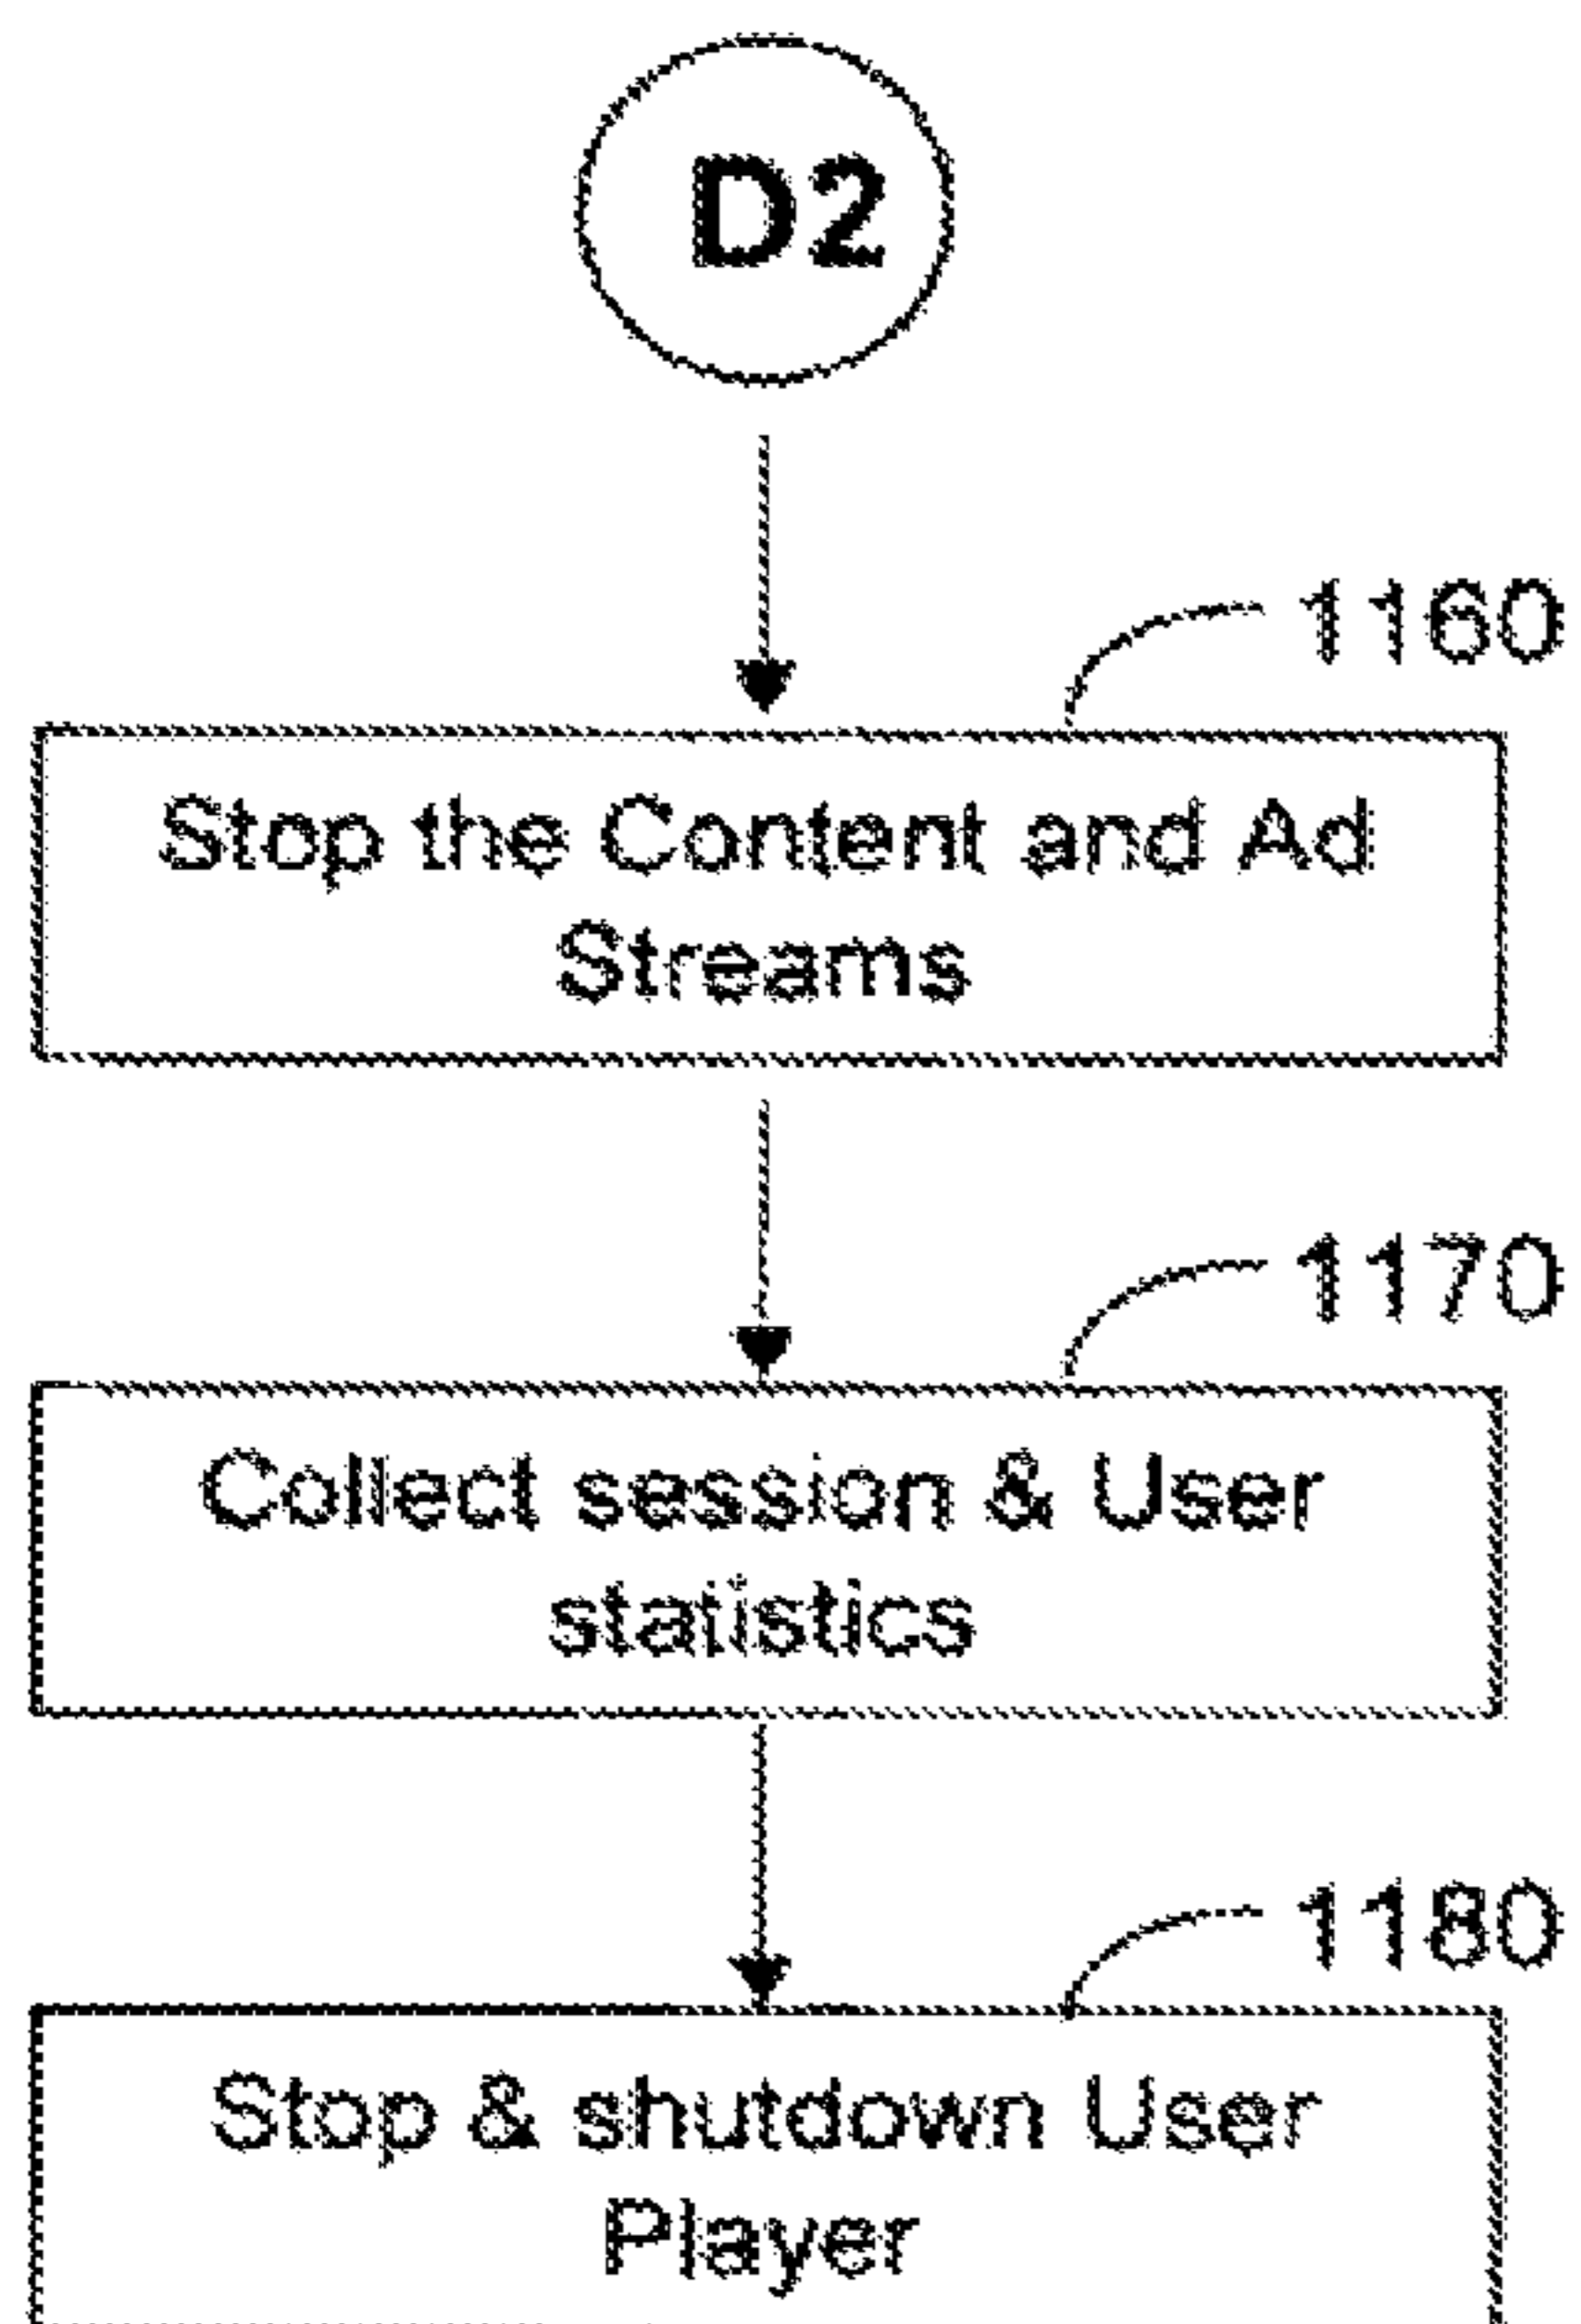 D2
1160
Stop the Content and Ad
Streams
1170
Collect session & User
statistics
1180
Stop & shutdown User
Player